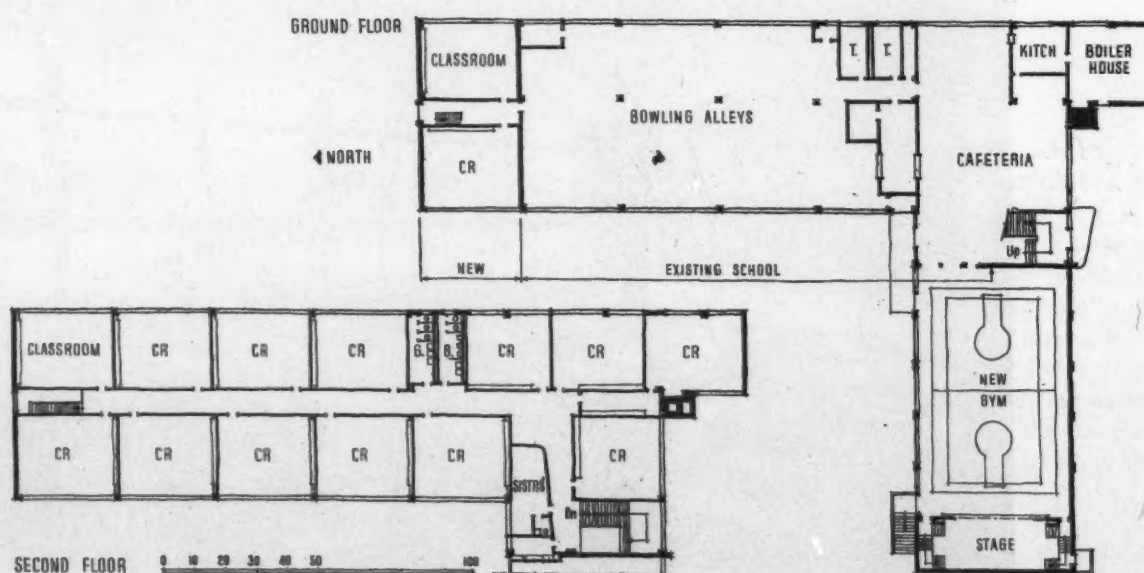 GROUND FLOOR
CLASSROOM
T.
T.
KITCH
BOILER
HOUSE
BOWLING ALLEYS
NORTH
CR
CAFETERIA
Up
NEW
EXISTING SCHOOL
CLASSROOM
CR
CR
CR
G.
B.
CR
CR
CR
NEW
GYM
CR
CR
CR
CR
CR
SISTRS
CR
Dn
STAGE
SECOND FLOOR
0 10 20 30 40 50 100